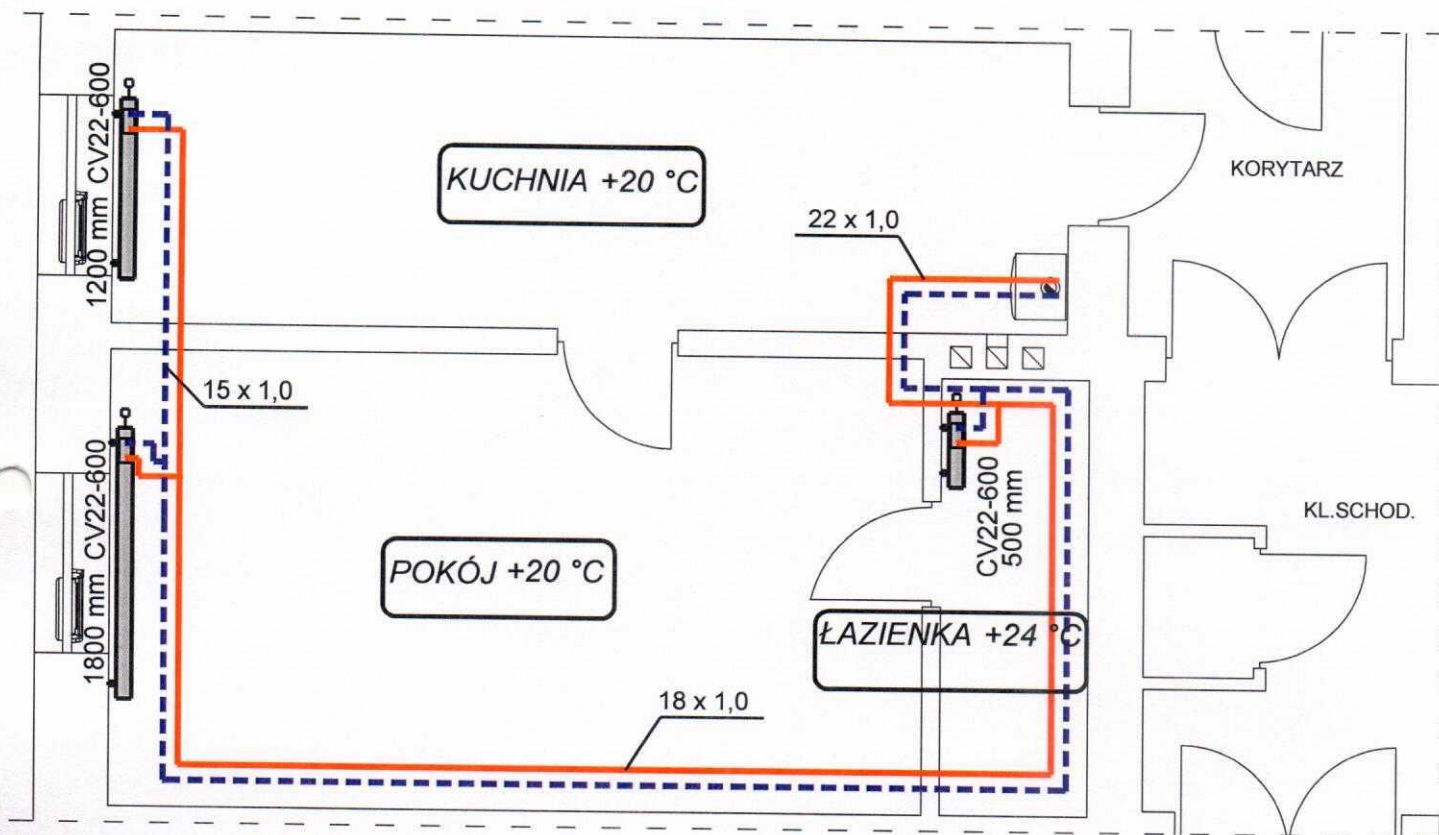 1200 mm CV22-600
KUCHNIA +20 °C
KORYTARZ
22 x 1,0
15 x 1,0
1800 mm CV22-600
CV22-600
500 mm
KL.SCHOD.
POKÓJ +20 °C
ŁAZIENKA +24 °C
18 x 1,0